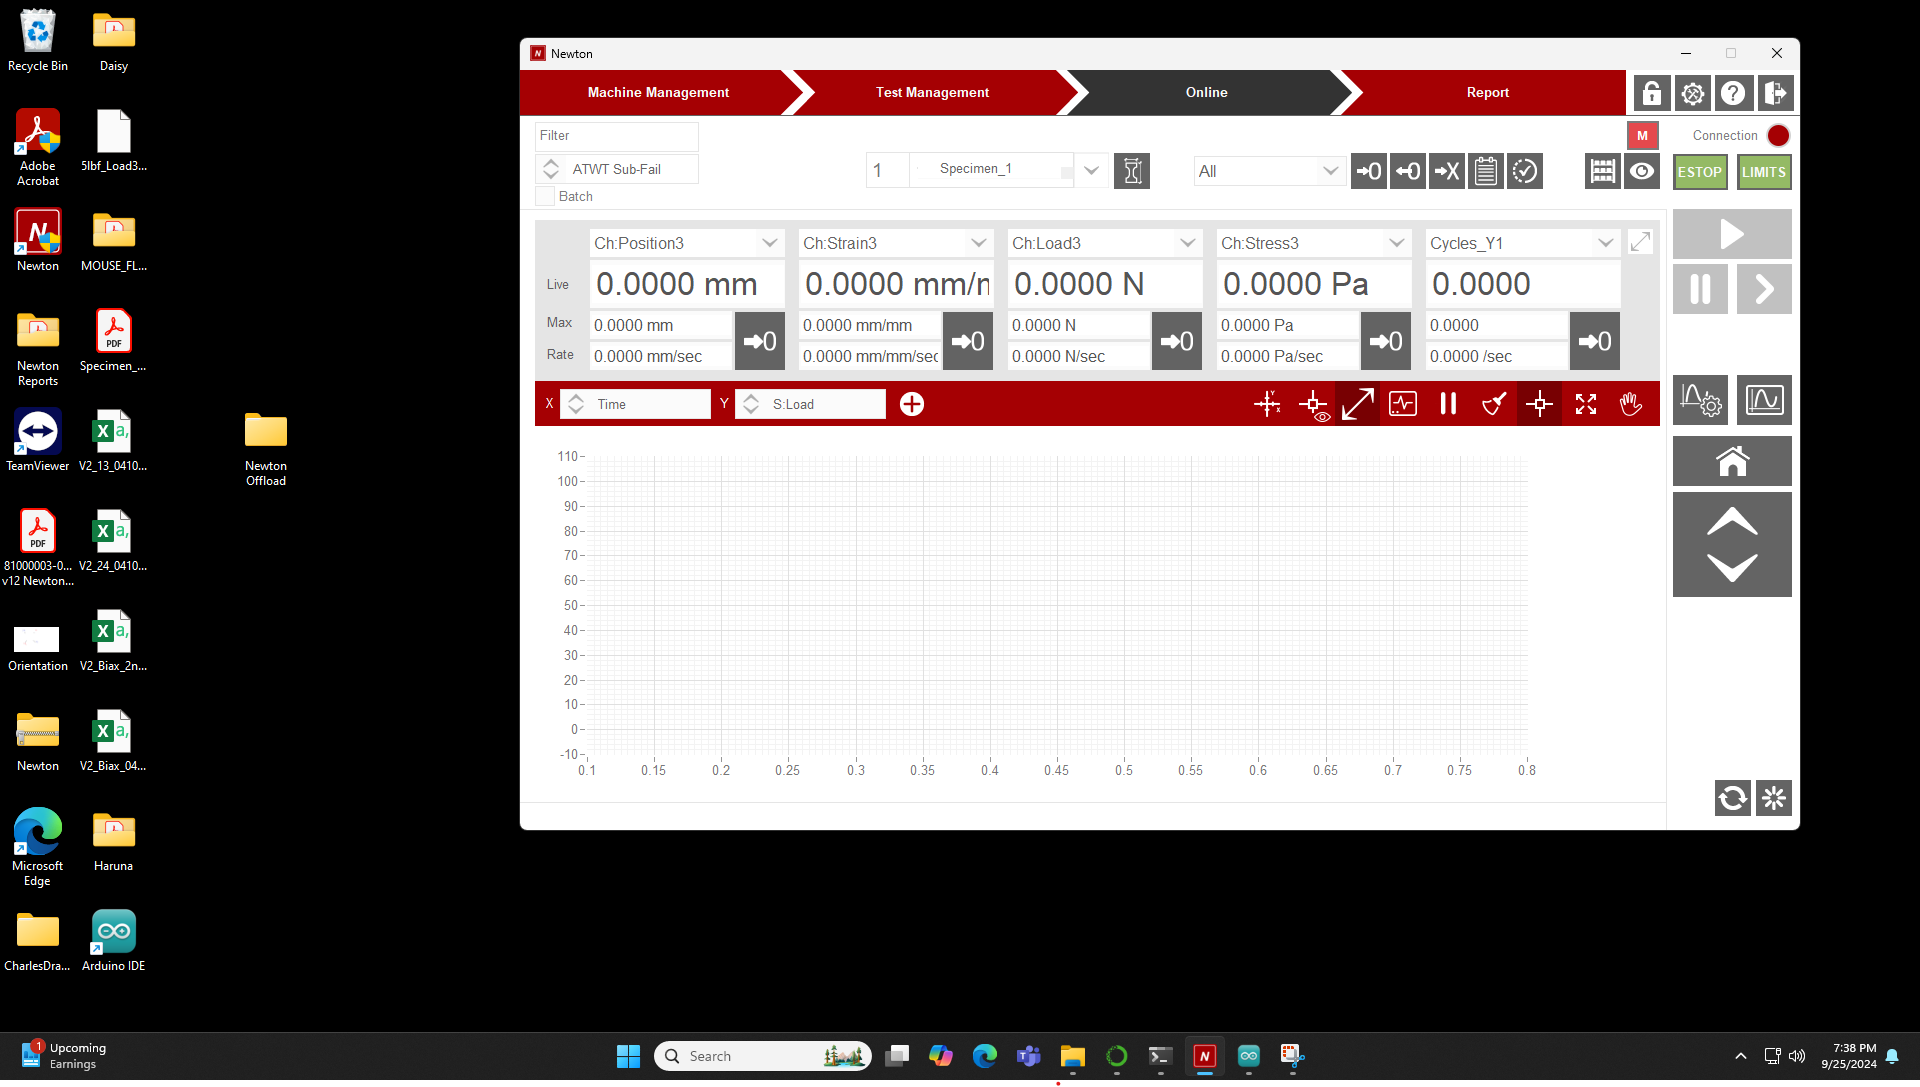 Recycle Bin
Daisy
Adobe
Acrobat
5lbf_Load3...
Newton
MOUSE_FL...
Newton
Reports
Specimen_...
TeamViewer
V2_13_0410...
Newton
Offload
81000003-0...
v12 Newton...
V2_24_0410...
Orientation
V2_Biax_2n...
Newton
V2_Biax_04...
Microsoft
Edge
Haruna
CharlesDra...
Arduino IDE
Newton
Machine Management
Test Management
Online
Report
Filter
M
Connection
ATWT Sub-Fail
1
Specimen_1
All
ESTOP
LIMITS
Batch
Ch:Position3
Ch:Strain3
Ch:Load3
Ch:Stress3
Cycles_Y1
Live
0.0000 mm
0.0000 mm/
0.0000 N
0.0000 Pa
0.0000
Max
0.0000 mm
0.0000 mm/mm
0.0000 N
0.0000 Pa
0.0000
Rate
0.0000 mm/sec
0.0000 mm/mm/sec
0.0000 N/sec
0.0000 Pa/sec
0.0000 /sec
X
Time
Y
S:Load
110
100
90
80
70
60
50
40
30
20
10
0
-10
0.1
0.15
0.2
0.25
0.3
0.35
0.4
0.45
0.5
0.55
0.6
0.65
0.7
0.75
0.8
1
Upcoming
Earnings
Search
7:38 PM
9/25/2024